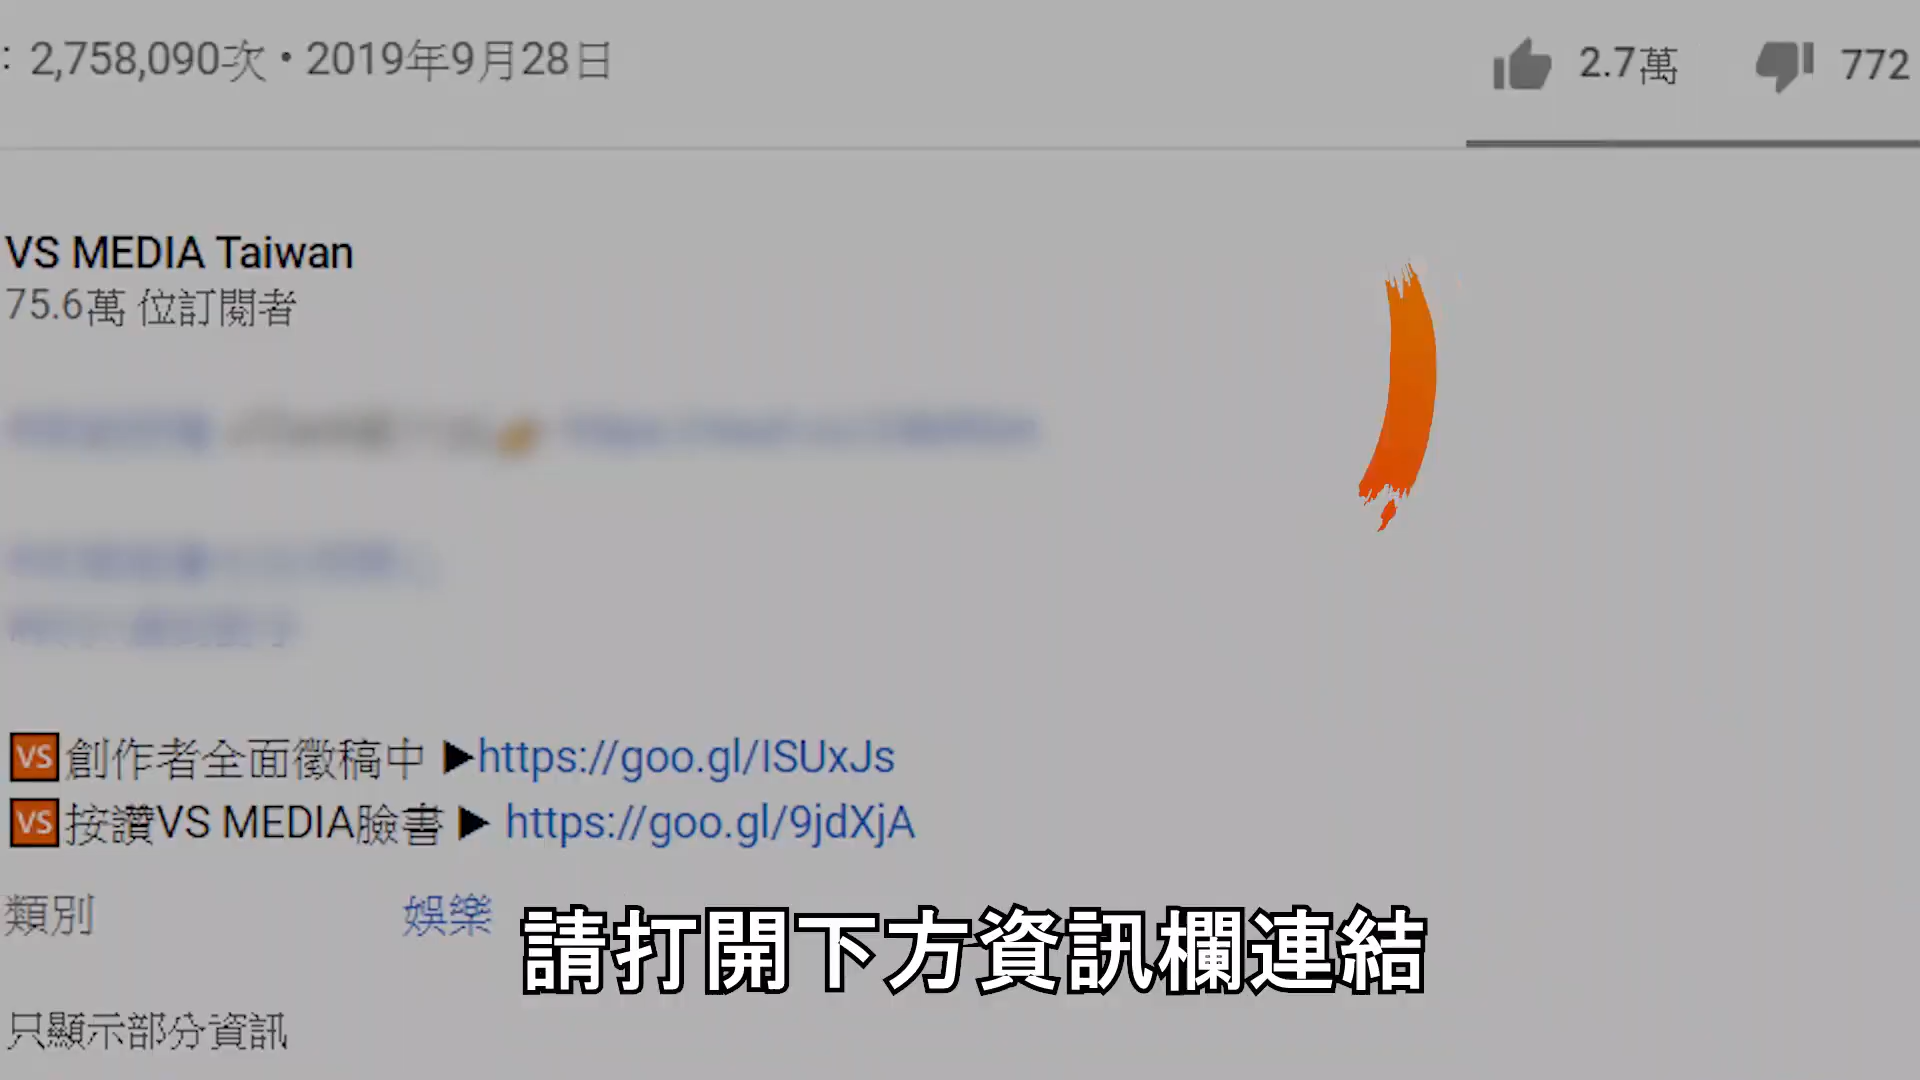 : 2,758,090次 • 2019年9月28日
2.7萬
772
VS MEDIA Taiwan
75.6萬 位訂閱者
VS 創作者全面徵稿中 ▶https://goo.gl/ISUxJs
VS 按讚VS MEDIA臉書 ▶ https://goo.gl/9jdXjA
類別 娛樂
請打開下方資訊欄連結
只顯示部分資訊